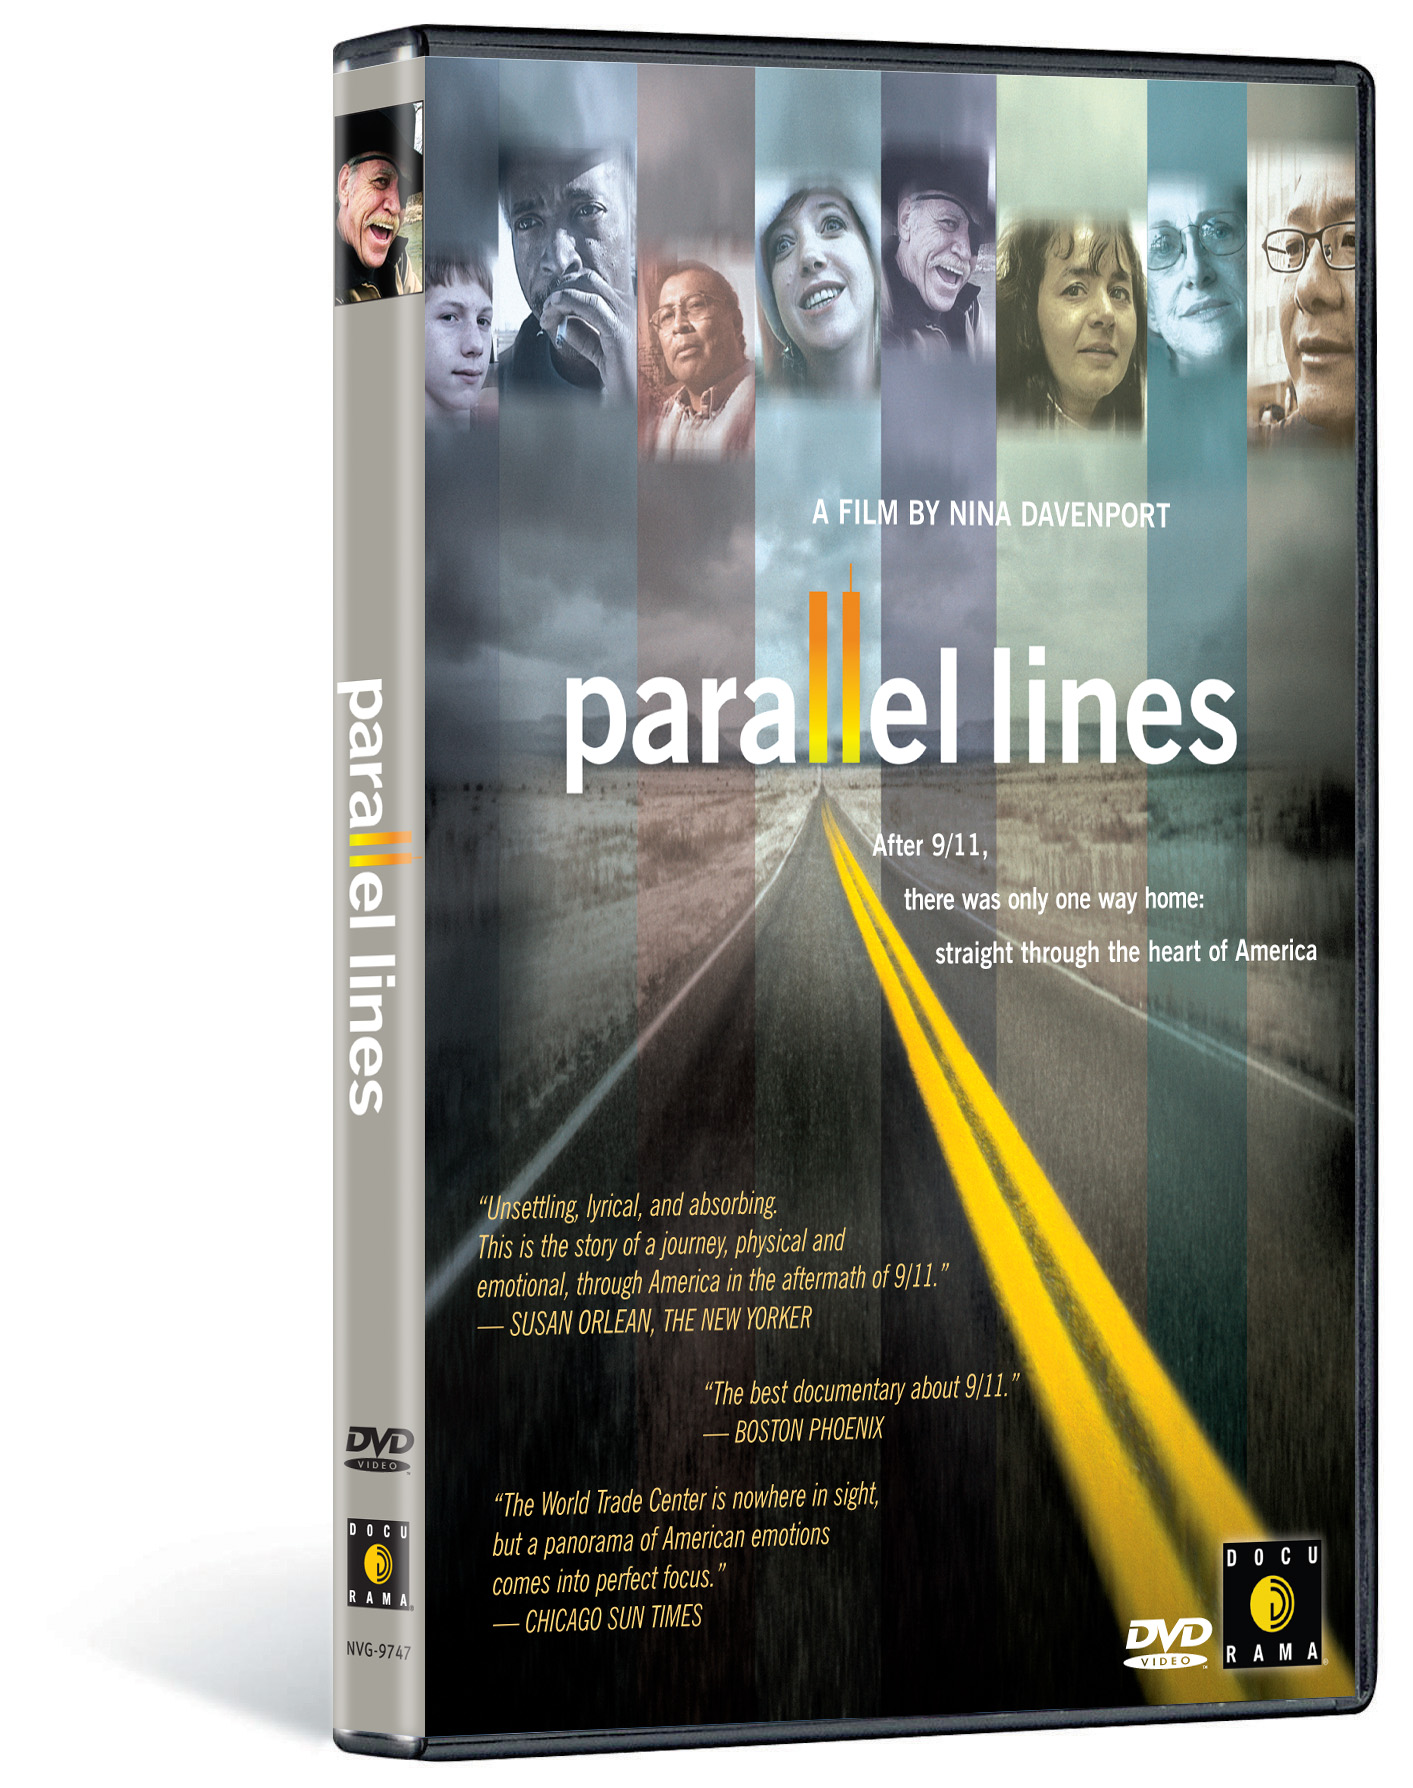 parallel lines
DVD
VIDEO
DOCU
RAMA
NVG-9747
A FILM BY NINA DAVENPORT
parallel lines
After 9/11,
there was only one way home:
straight through the heart of America
“Unsettling, lyrical, and absorbing.
This is the story of a journey, physical and
emotional, through America in the aftermath of 9/11.”
— SUSAN ORLEAN, THE NEW YORKER
“The best documentary about 9/11.”
— BOSTON PHOENIX
“The World Trade Center is nowhere in sight,
but a panorama of American emotions
comes into perfect focus.”
— CHICAGO SUN TIMES
DVD
VIDEO
DOCU
RAMA